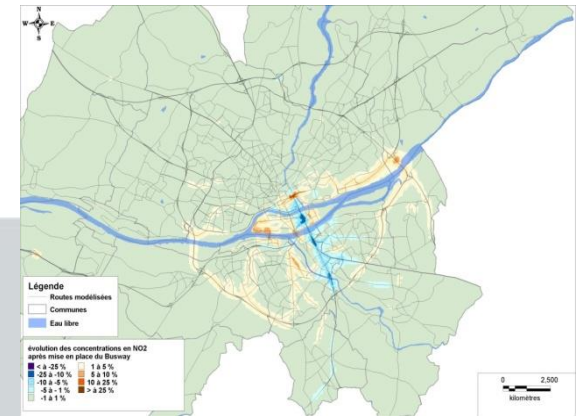 N
W E
S
Légende
Routes modélisées
Communes
Eau libre
évolution des concentrations en NO2
après mise en place du Busway
< à -25 % 1 à 5 %
-25 à -10 % 5 à 10 %
-10 à -5 % 10 à 25 %
-5 à - 1 % > à 25 %
-1 à 1 %
0 2,500
kilomètres